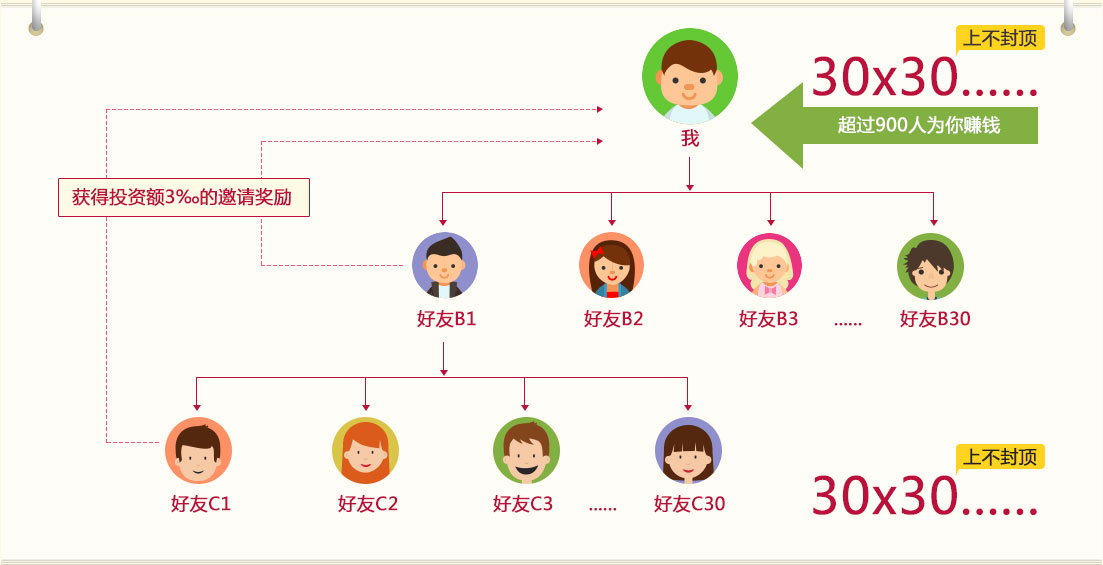 上不封顶
30x30......
超过900人为你赚钱
我
获得投资额3‰的邀请奖励
好友B1
好友B2
好友B3
......
好友B30
上不封顶
30x30......
好友C1
好友C2
好友C3
......
好友C30